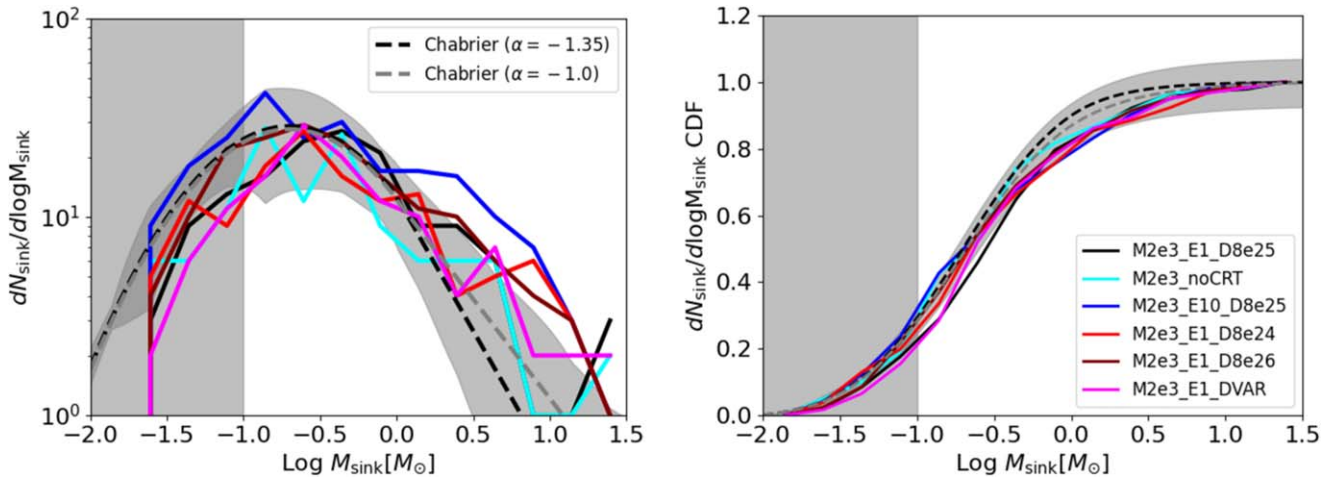 10²
10¹
10⁰
dN_sink/dlogM_sink
Chabrier (α = −1.35)
Chabrier (α = −1.0)
−2.0 −1.5 −1.0 −0.5 0.0 0.5 1.0 1.5
Log M_sink[M_⊙]
1.2
1.0
0.8
0.6
0.4
0.2
0.0
dN_sink/dlogM_sink CDF
M2e3_E1_D8e25
M2e3_noCRT
M2e3_E10_D8e25
M2e3_E1_D8e24
M2e3_E1_D8e26
M2e3_E1_DVAR
−2.0 −1.5 −1.0 −0.5 0.0 0.5 1.0 1.5
Log M_sink[M_⊙]